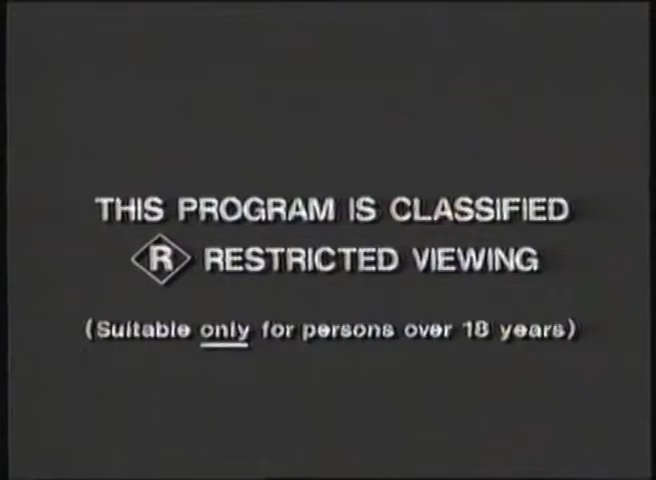 THIS PROGRAM IS CLASSIFIED
R RESTRICTED VIEWING
(Suitable only for persons over 18 years)